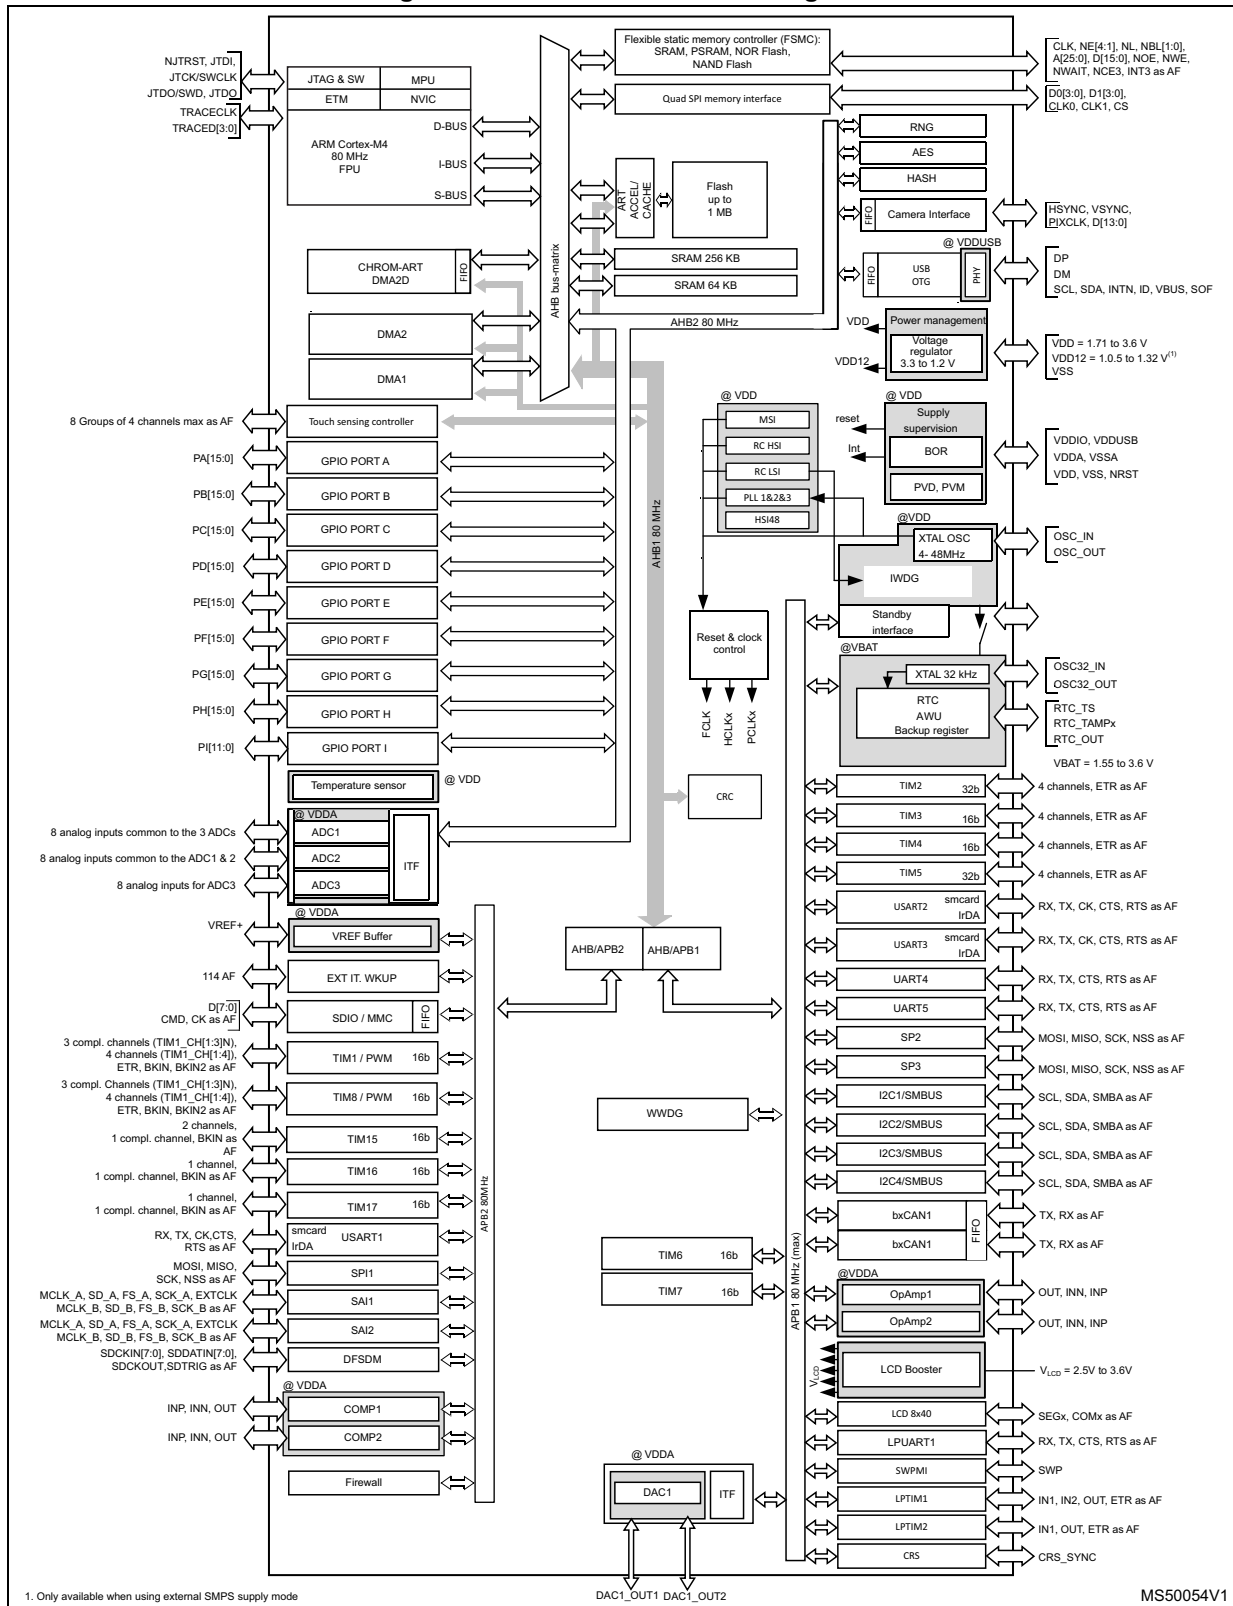 Flexible static memory controller (FSMC):
SRAM, PSRAM, NOR Flash,
NAND Flash
CLK, NE[4:1], NL, NBL[1:0],
A[25:0], D[15:0], NOE, NWE,
NWAIT, NCE3, INT3 as AF
NJTRST, JTDI,
JTCK/SWCLK
JTDO/SWD, JTDO
JTAG & SW
MPU
ETM
NVIC
Quad SPI memory interface
D0[3:0], D1[3:0],
CLK0, CLK1, CS
TRACECLK
TRACED[3:0]
ARM Cortex-M4
80 MHz
FPU
D-BUS
I-BUS
S-BUS
RNG
AES
HASH
ART
ACCEL/
CACHE
Flash
up to
1 MB
FIFO
Camera Interface
HSYNC, VSYNC,
PIXCLK, D[13:0]
@ VDDUSB
AHB bus-matrix
CHROM-ART
DMA2D
FIFO
SRAM 256 KB
SRAM 64 KB
FIFO
USB
OTG
PHY
DP
DM
SCL, SDA, INTN, ID, VBUS, SOF
AHB2 80 MHz
DMA2
DMA1
VDD
Power management
Voltage
regulator
3.3 to 1.2 V
VDD12
VDD = 1.71 to 3.6 V
VDD12 = 1.0.5 to 1.32 V(1)
VSS
8 Groups of 4 channels max as AF
Touch sensing controller
@ VDD
MSI
RC HSI
RC LSI
PLL 1&2&3
HSI48
@ VDD
Supply
supervision
reset
Int
BOR
PVD, PVM
VDDIO, VDDUSB
VDDA, VSSA
VDD, VSS, NRST
PA[15:0]
GPIO PORT A
PB[15:0]
GPIO PORT B
PC[15:0]
GPIO PORT C
PD[15:0]
GPIO PORT D
PE[15:0]
GPIO PORT E
PF[15:0]
GPIO PORT F
PG[15:0]
GPIO PORT G
PH[15:0]
GPIO PORT H
PI[11:0]
GPIO PORT I
AHB1 80 MHz
@VDD
XTAL OSC
4- 48MHz
IWDG
OSC_IN
OSC_OUT
Standby
interface
Reset & clock
control
FCLK
HCLKx
PCLKx
@VBAT
XTAL 32 kHz
RTC
AWU
Backup register
OSC32_IN
OSC32_OUT
RTC_TS
RTC_TAMPx
RTC_OUT
VBAT = 1.55 to 3.6 V
Temperature sensor
@ VDD
CRC
@ VDDA
8 analog inputs common to the 3 ADCs
ADC1
8 analog inputs common to the ADC1 & 2
ADC2
8 analog inputs for ADC3
ADC3
ITF
TIM2
32b
4 channels, ETR as AF
TIM3
16b
4 channels, ETR as AF
TIM4
16b
4 channels, ETR as AF
TIM5
32b
4 channels, ETR as AF
USART2
smcard
IrDA
RX, TX, CK, CTS, RTS as AF
USART3
smcard
IrDA
RX, TX, CK, CTS, RTS as AF
UART4
RX, TX, CTS, RTS as AF
UART5
RX, TX, CTS, RTS as AF
SP2
MOSI, MISO, SCK, NSS as AF
SP3
MOSI, MISO, SCK, NSS as AF
I2C1/SMBUS
SCL, SDA, SMBA as AF
I2C2/SMBUS
SCL, SDA, SMBA as AF
I2C3/SMBUS
SCL, SDA, SMBA as AF
I2C4/SMBUS
SCL, SDA, SMBA as AF
bxCAN1
TX, RX as AF
bxCAN1
TX, RX as AF
FIFO
@ VDDA
VREF+
VREF Buffer
114 AF
EXT IT. WKUP
D[7:0]
CMD, CK as AF
SDIO / MMC
FIFO
AHB/APB2
AHB/APB1
3 compl. channels (TIM1_CH[1:3]N),
4 channels (TIM1_CH[1:4]),
ETR, BKIN, BKIN2 as AF
TIM1 / PWM
16b
3 compl. Channels (TIM1_CH[1:3]N),
4 channels (TIM1_CH[1:4]),
ETR, BKIN, BKIN2 as AF
TIM8 / PWM
16b
2 channels,
1 compl. channel, BKIN as
AF
TIM15
16b
1 channel,
1 compl. channel, BKIN as AF
TIM16
16b
1 channel,
1 compl. channel, BKIN as AF
TIM17
16b
RX, TX, CK,CTS,
RTS as AF
smcard
IrDA
USART1
MOSI, MISO,
SCK, NSS as AF
SPI1
MCLK_A, SD_A, FS_A, SCK_A, EXTCLK
MCLK_B, SD_B, FS_B, SCK_B as AF
SAI1
MCLK_A, SD_A, FS_A, SCK_A, EXTCLK
MCLK_B, SD_B, FS_B, SCK_B as AF
SAI2
SDCKIN[7:0], SDDATIN[7:0],
SDCKOUT,SDTRIG as AF
DFSDM
APB2 80MHz
WWDG
TIM6
16b
TIM7
16b
APB1 80 MHz (max)
@VDDA
OpAmp1
OUT, INN, INP
OpAmp2
OUT, INN, INP
LCD Booster
VLCD
VLCD = 2.5V to 3.6V
@ VDDA
INP, INN, OUT
COMP1
INP, INN, OUT
COMP2
Firewall
LCD 8x40
SEGx, COMx as AF
LPUART1
RX, TX, CTS, RTS as AF
SWPMI
SWP
LPTIM1
IN1, IN2, OUT, ETR as AF
LPTIM2
IN1, OUT, ETR as AF
CRS
CRS_SYNC
@ VDDA
DAC1
ITF
DAC1_OUT1
DAC1_OUT2
1. Only available when using external SMPS supply mode
MS50054V1